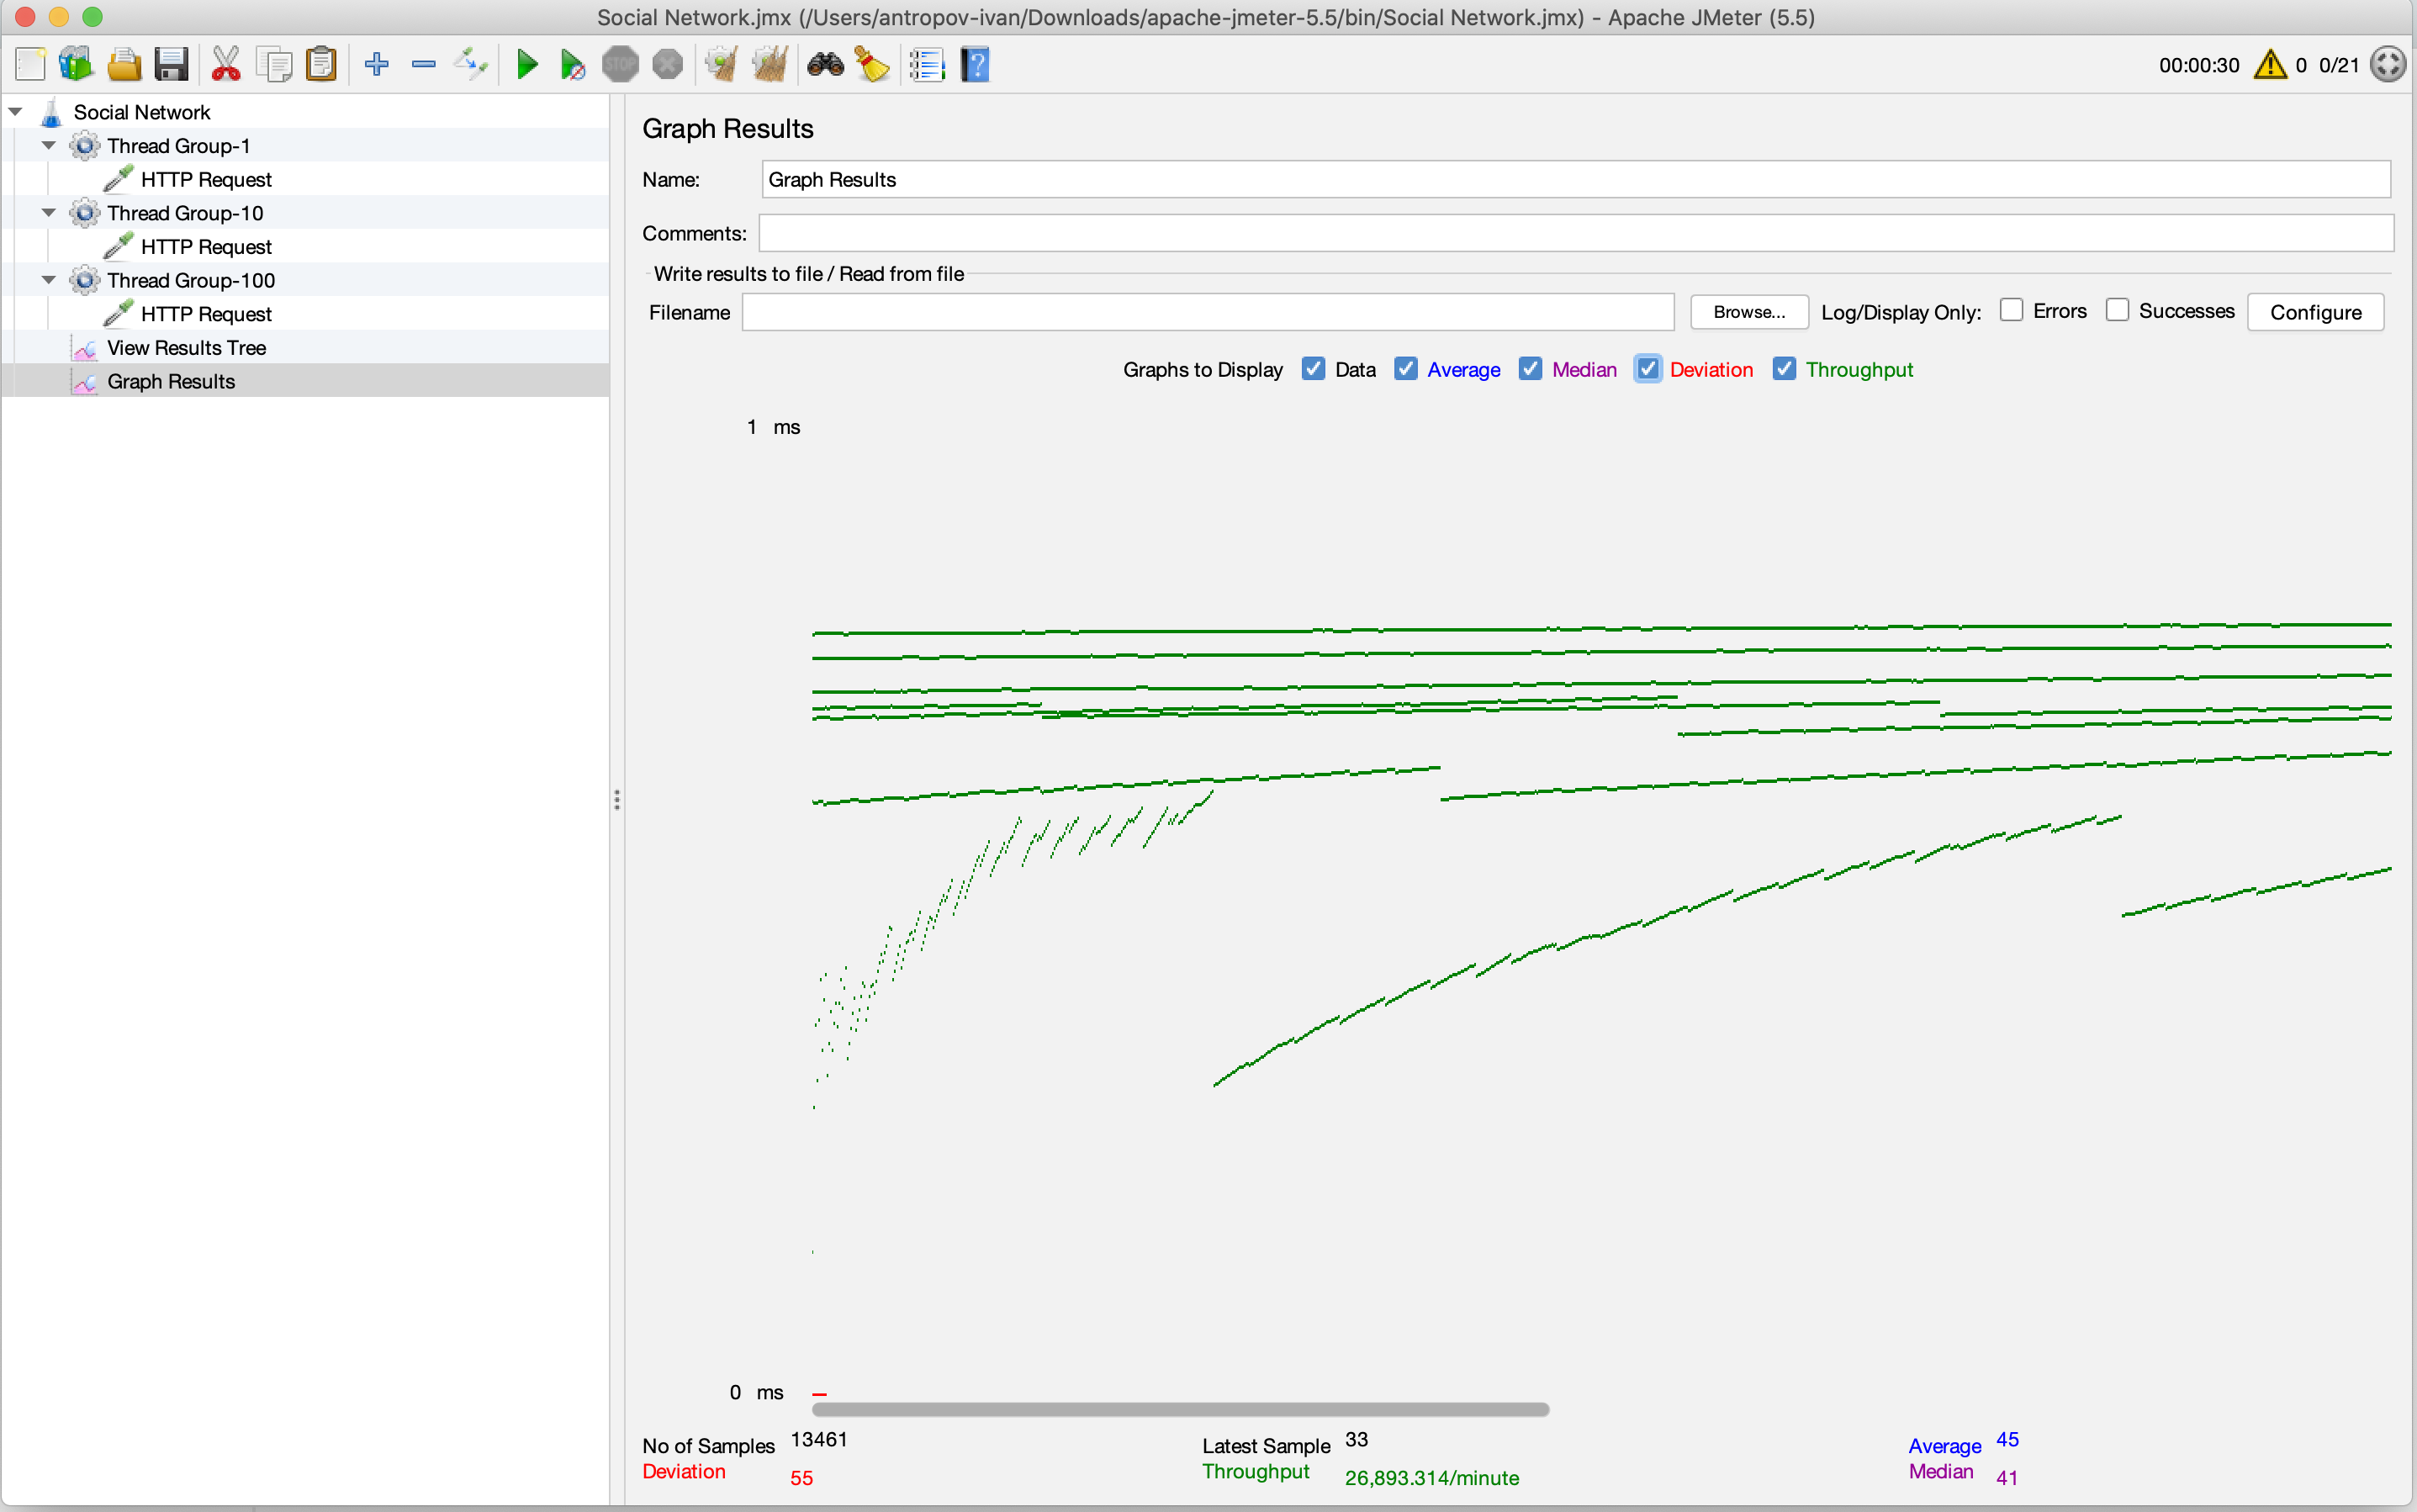 Social Network.jmx (/Users/antropov-ivan/Downloads/apache-jmeter-5.5/bin/Social Network.jmx) - Apache JMeter (5.5)
STOP
00:00:30 0 0/21
Social Network
Thread Group-1
HTTP Request
Thread Group-10
HTTP Request
Thread Group-100
HTTP Request
View Results Tree
Graph Results
Graph Results
Name: Graph Results
Comments:
Write results to file / Read from file
Filename Browse... Log/Display Only: Errors Successes Configure
Graphs to Display Data Average Median Deviation Throughput
1 ms
0 ms
No of Samples 13461 Latest Sample 33 Average 45
Deviation 55 Throughput 26,893.314/minute Median 41